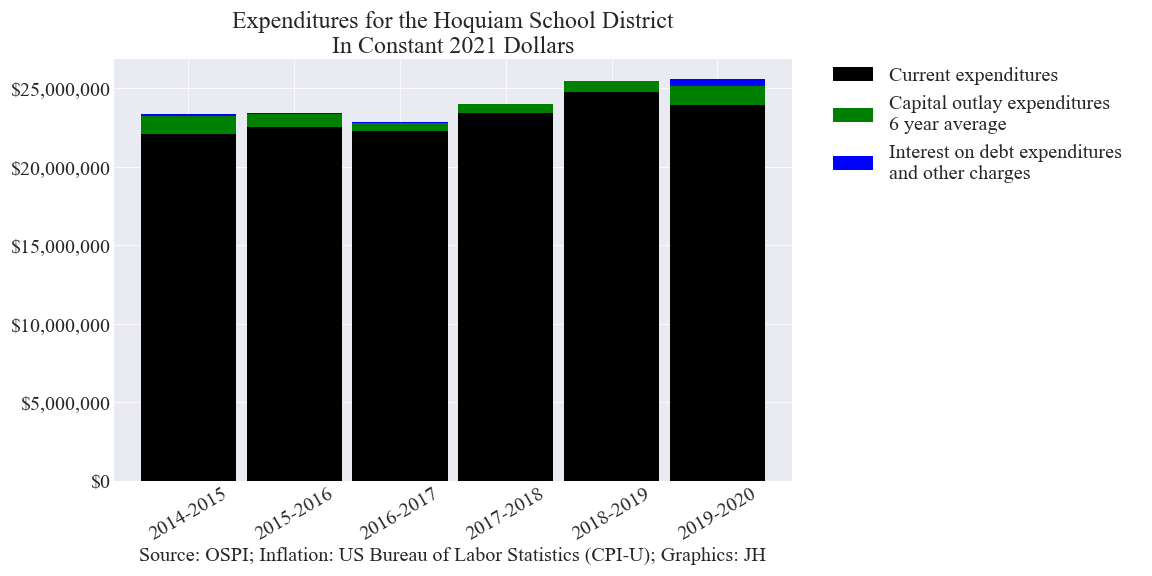 Expenditures for the Hoquiam School District
In Constant 2021 Dollars
$25,000,000
$20,000,000
$15,000,000
$10,000,000
$5,000,000
$0
2014-2015
2015-2016
2016-2017
2017-2018
2018-2019
2019-2020
Source: OSPI; Inflation: US Bureau of Labor Statistics (CPI-U); Graphics: JH
Current expenditures
Capital outlay expenditures
6 year average
Interest on debt expenditures
and other charges